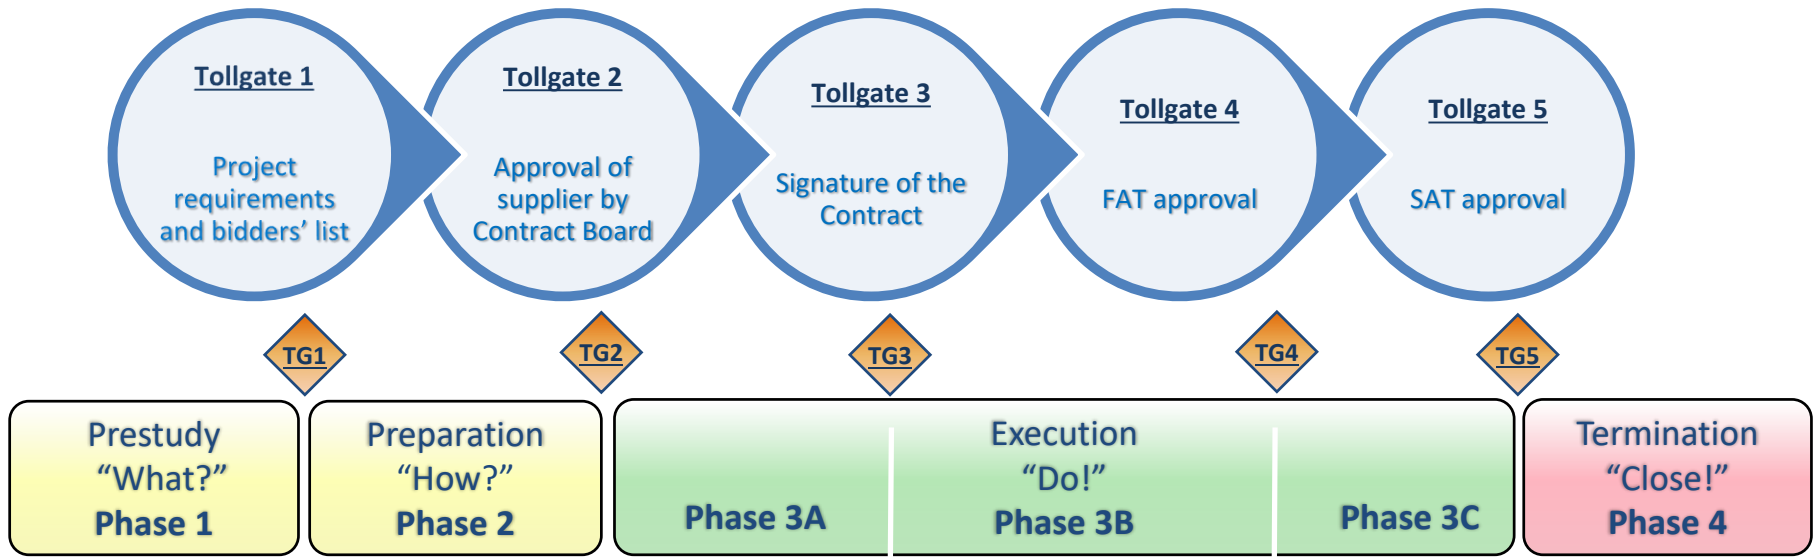 Tollgate 1
Project
requirements
and bidders’ list
Tollgate 2
Approval of
supplier by
Contract Board
Tollgate 3
Signature of the
Contract
Tollgate 4
FAT approval
Tollgate 5
SAT approval
TG1
TG2
TG3
TG4
TG5
Prestudy
“What?”
Phase 1
Preparation
“How?”
Phase 2
Execution
“Do!”
Phase 3A
Phase 3B
Phase 3C
Termination
“Close!”
Phase 4